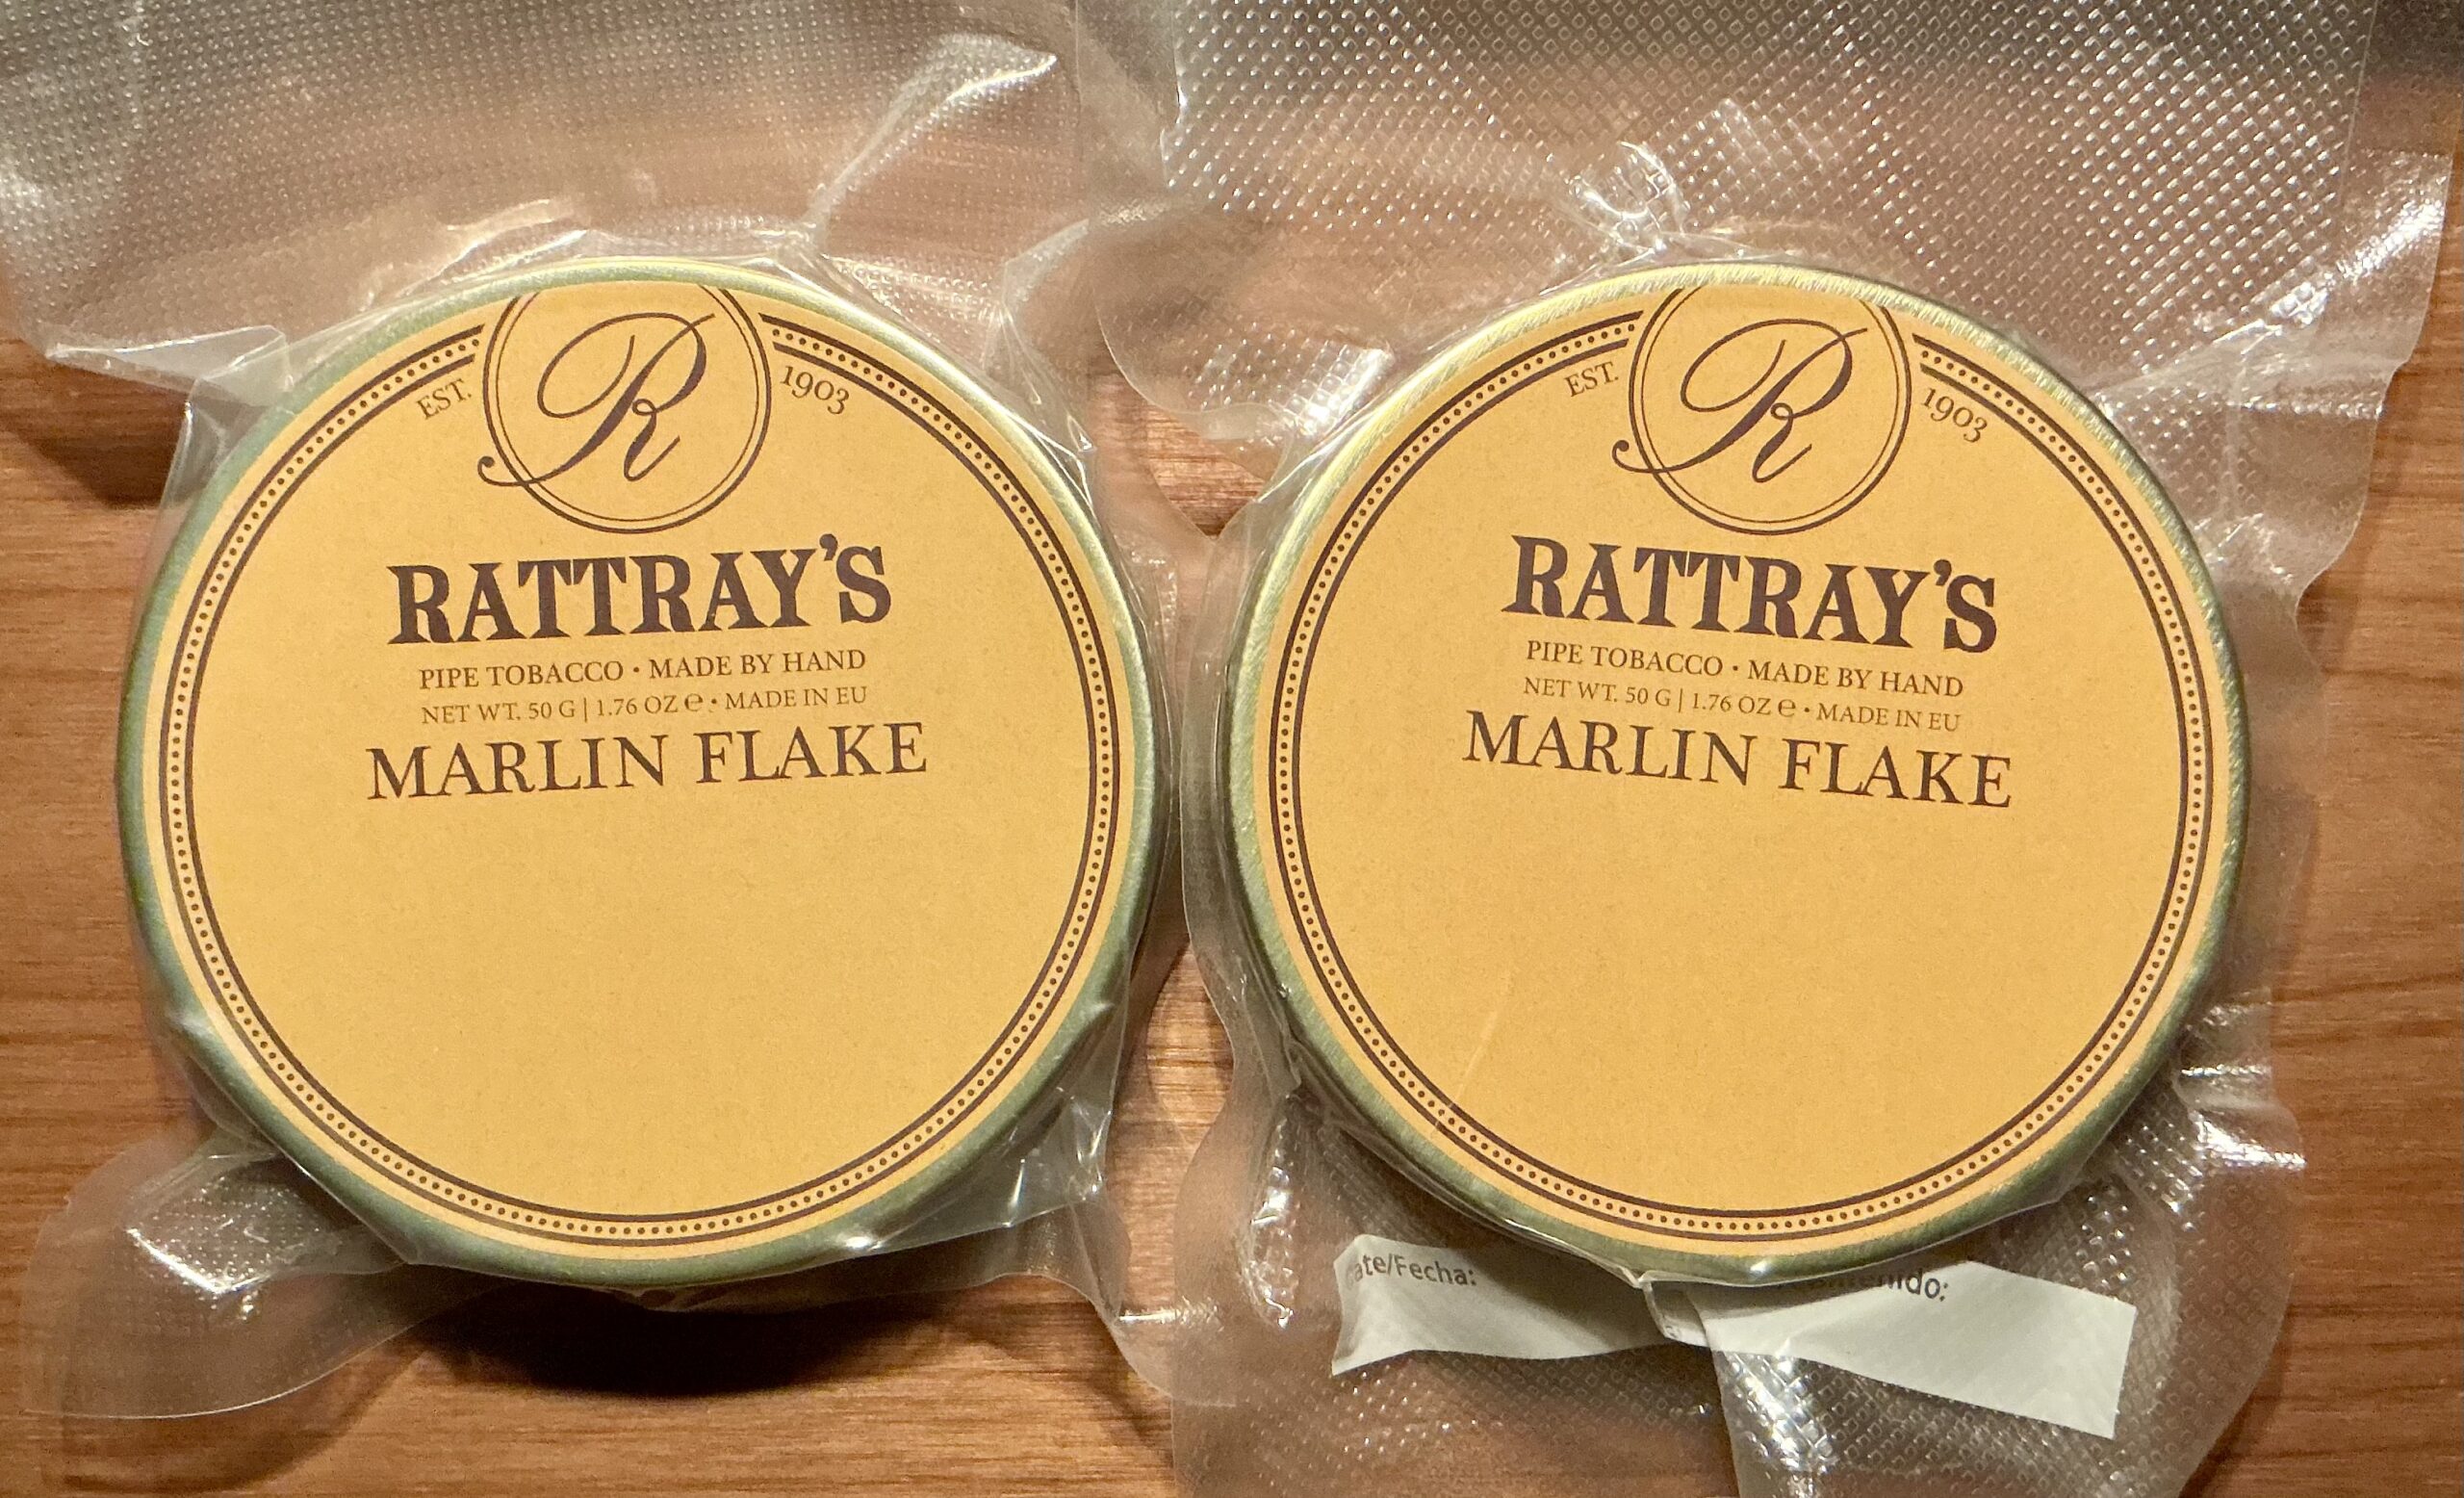 R
EST. 1903
RATTRAY'S
PIPE TOBACCO • MADE BY HAND
NET WT. 50 G | 1.76 OZ ℮ • MADE IN EU
MARLIN FLAKE
R
EST. 1903
RATTRAY'S
PIPE TOBACCO • MADE BY HAND
NET WT. 50 G | 1.76 OZ ℮ • MADE IN EU
MARLIN FLAKE
ate/Fecha: